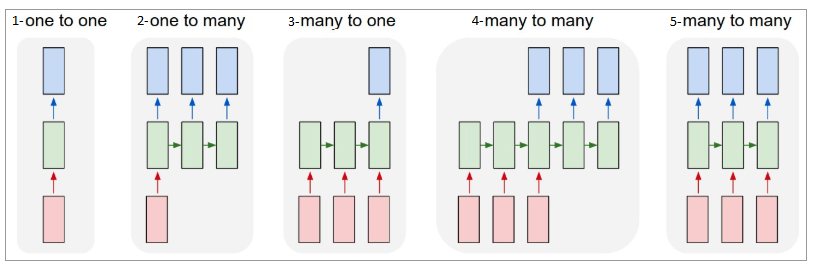 1-one to one
2-one to many
3-many to one
4-many to many
5-many to many